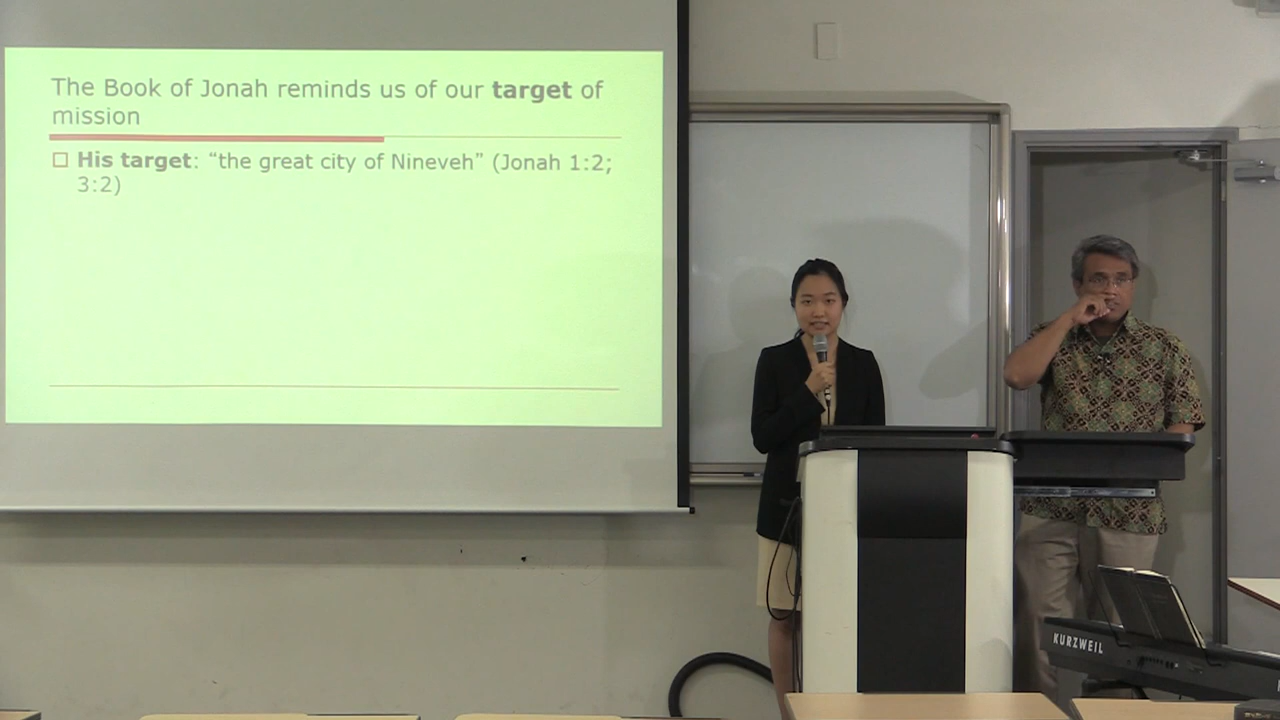 The Book of Jonah reminds us of our target of
mission
His target: “the great city of Nineveh” (Jonah 1:2;
3:2)
KURZWEIL